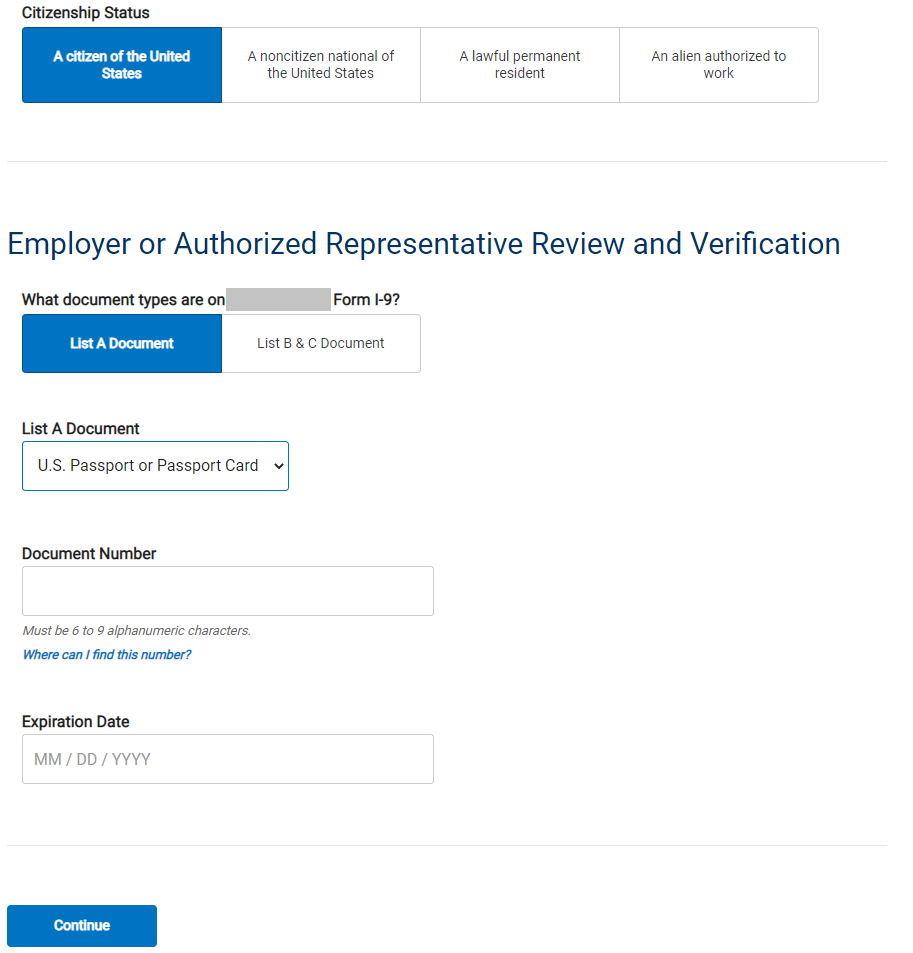 Citizenship Status
A citizen of the United
States
A noncitizen national of
the United States
A lawful permanent
resident
An alien authorized to
work
Employer or Authorized Representative Review and Verification
What document types are on Form I-9?
List A Document
List B & C Document
List A Document
U.S. Passport or Passport Card
Document Number
Must be 6 to 9 alphanumeric characters.
Where can I find this number?
Expiration Date
MM / DD / YYYY
Continue